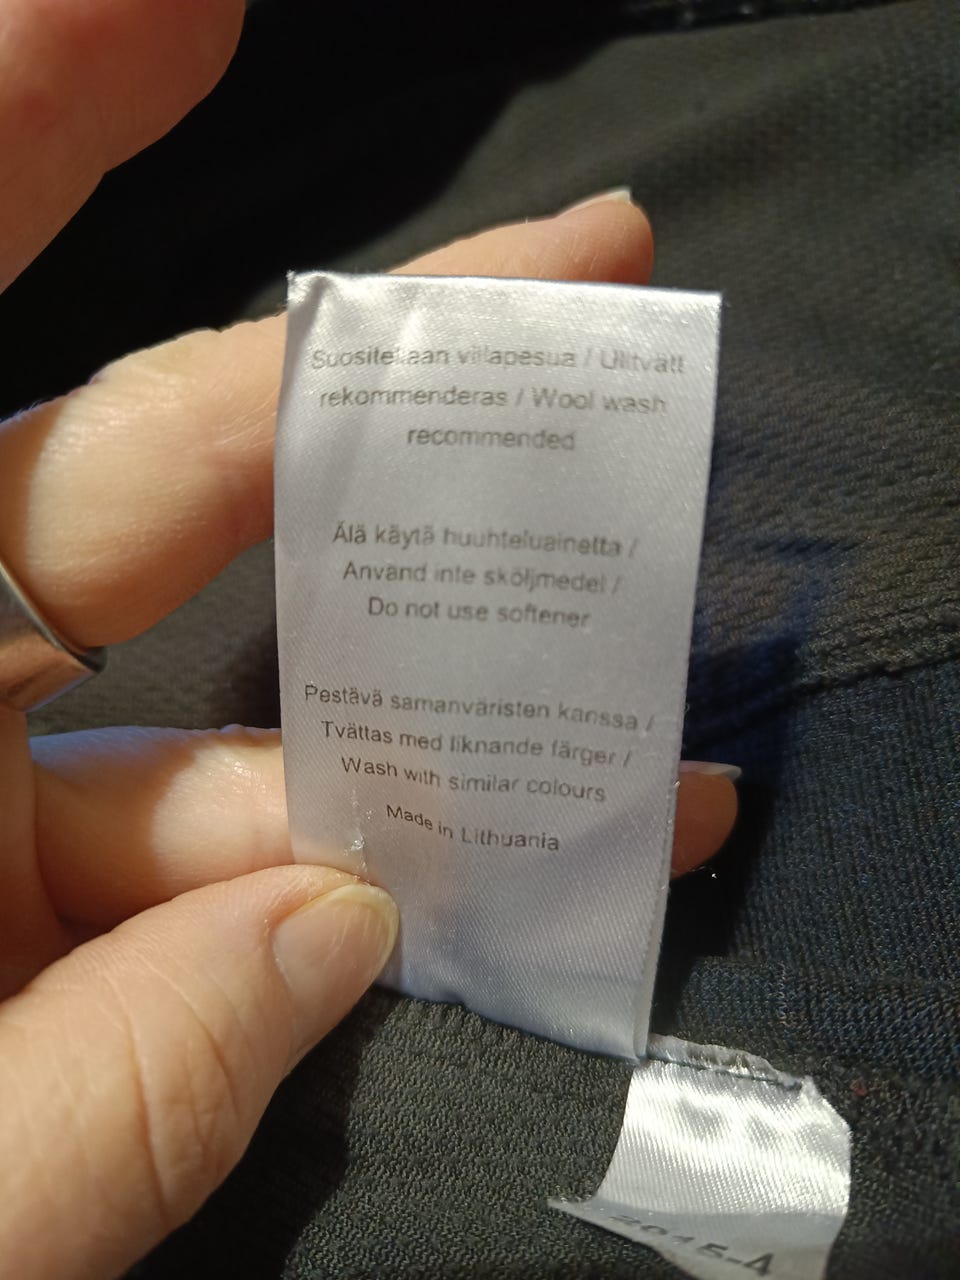 Suositellaan villapesua / Ulltvätt
rekommenderas / Wool wash
recommended
Älä käytä huuhteluainetta /
Använd inte sköljmedel /
Do not use softener
Pestävä samanväristen kanssa /
Tvättas med liknande färger /
Wash with similar colours
Made in Lithuania